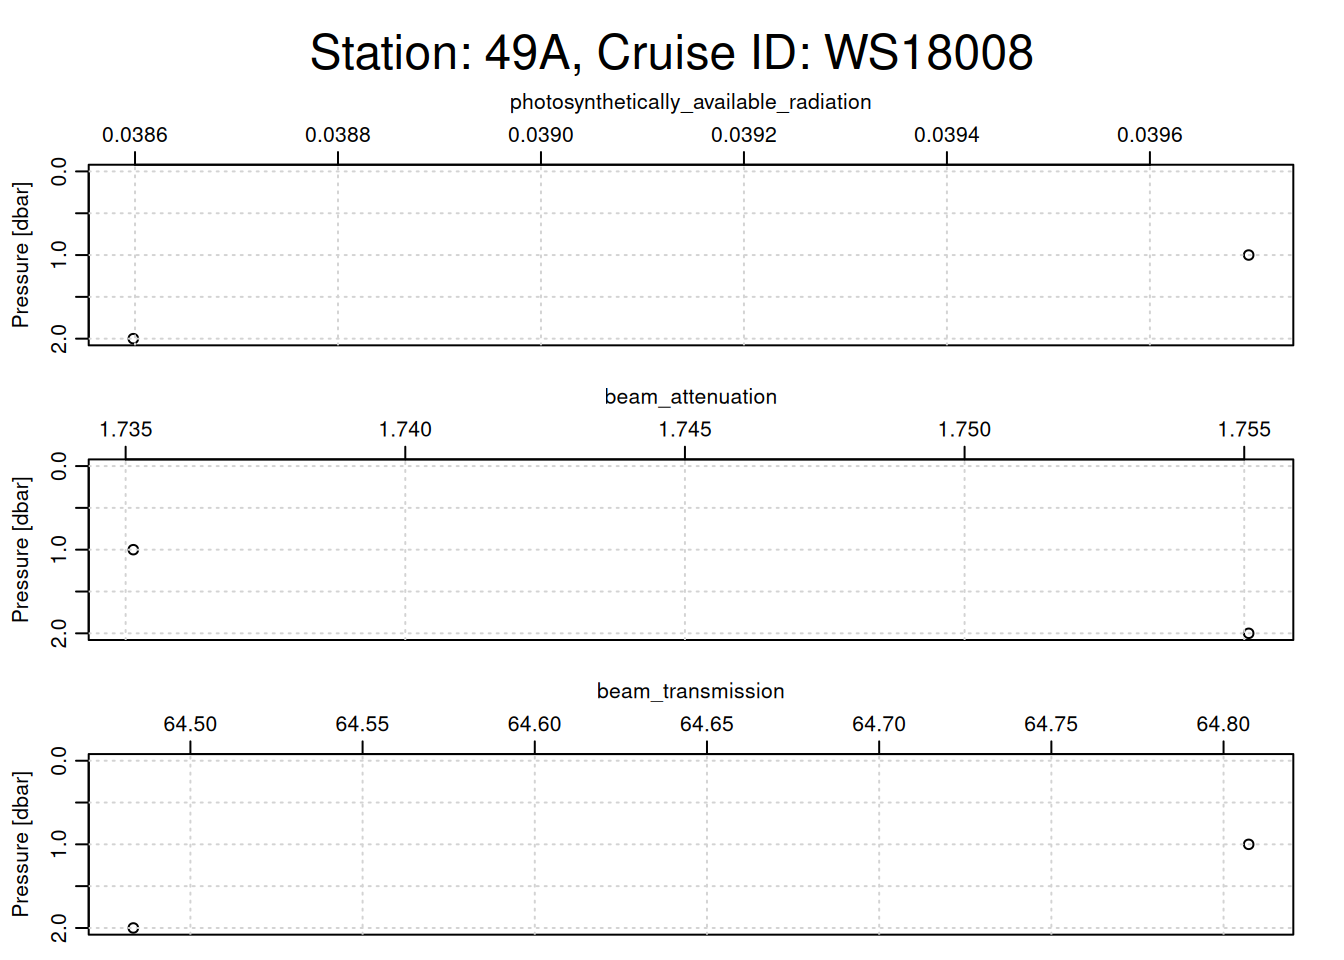 Station: 49A, Cruise ID: WS18008
photosynthetically_available_radiation
0.0386 0.0388 0.0390 0.0392 0.0394 0.0396
Pressure [dbar]
0.0 1.0 2.0
beam_attenuation
1.735 1.740 1.745 1.750 1.755
Pressure [dbar]
0.0 1.0 2.0
beam_transmission
64.50 64.55 64.60 64.65 64.70 64.75 64.80
Pressure [dbar]
0.0 1.0 2.0